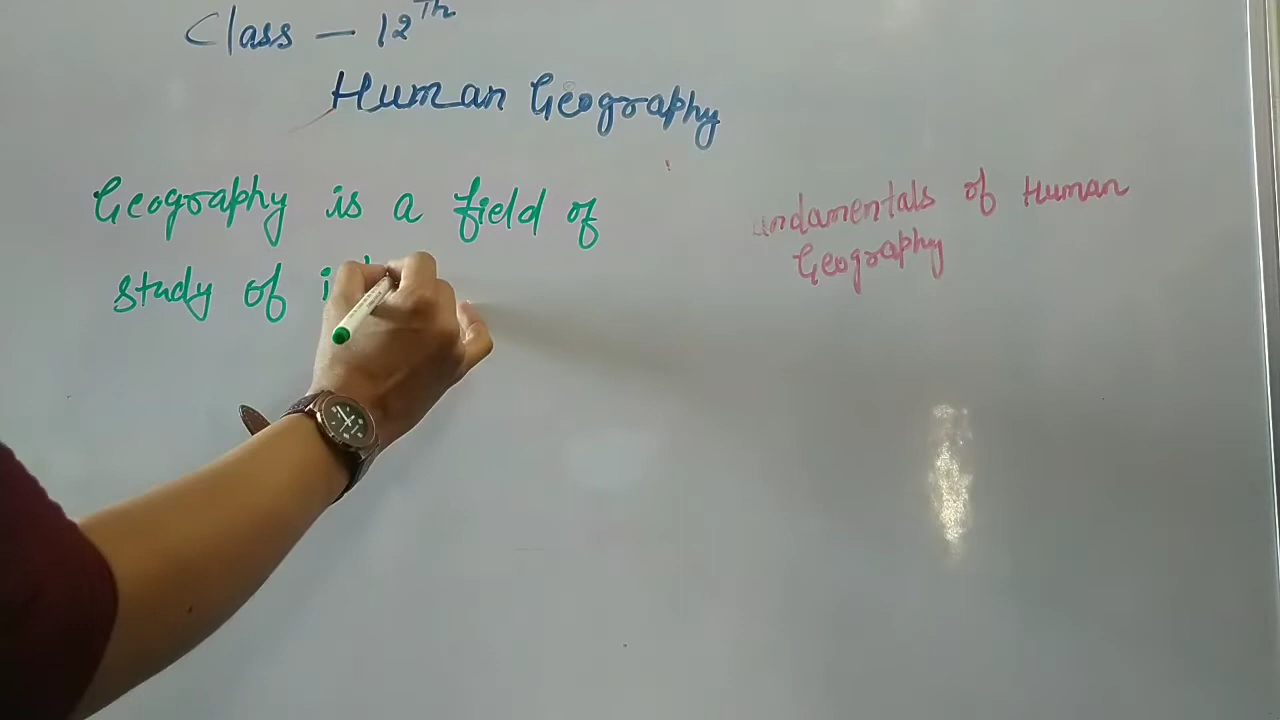 Class - 12Th
Human Geography
Geography is a field of
study of
undamentals of Human
Geography